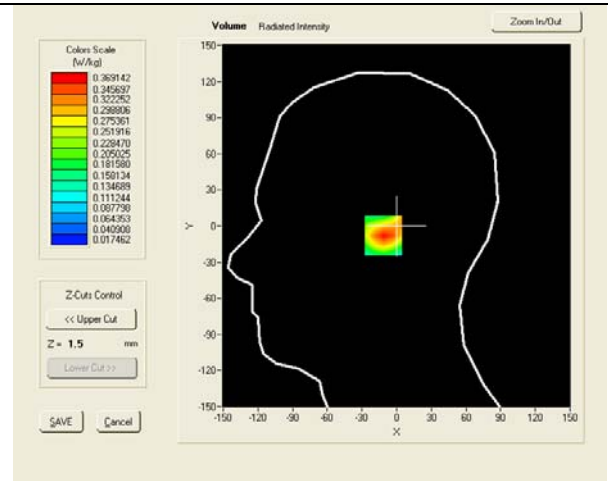 Volume Radiated Intensity
Zoom In/Out
Colors Scale
(W/kg)
0.369142
0.345697
0.322252
0.298806
0.275361
0.251916
0.228470
0.205025
0.181580
0.158134
0.134689
0.111244
0.087798
0.064353
0.040908
0.017462
Z-Cuts Control
<< Upper Cut
Z = 1.5 mm
Lower Cut >>
SAVE Cancel
150
120
90
60
30
0
-30
-60
-90
-120
-150
Y
-150 -120 -90 -60 -30 0 30 60 90 120 150
X